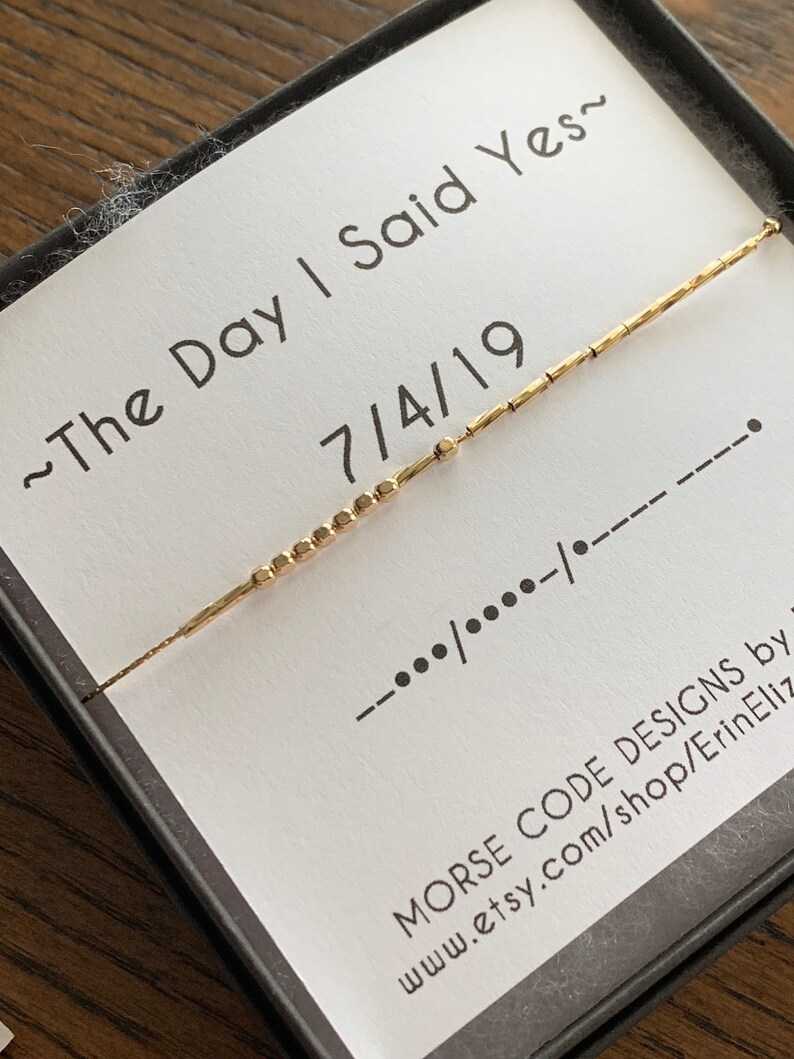 ~The Day I Said Yes~
7/4/19
––•••/••••–/•–––– ––––•
MORSE CODE DESIGNS by
www.etsy.com/shop/ErinEliz